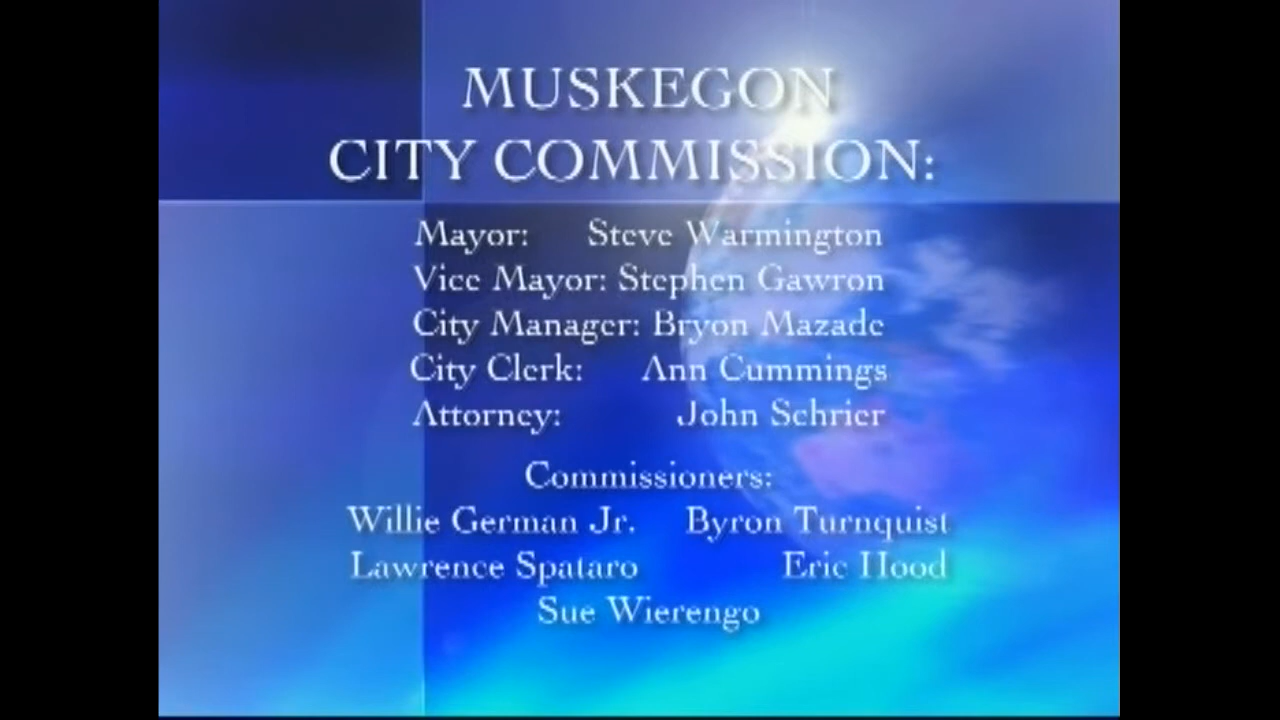 MUSKEGON
CITY COMMISSION:
Mayor: Steve Warmington
Vice Mayor: Stephen Gawron
City Manager: Bryon Mazade
City Clerk: Ann Cummings
Attorney: John Schrier
Commissioners:
Willie German Jr. Byron Turnquist
Lawrence Spataro Eric Hood
Sue Wierengo